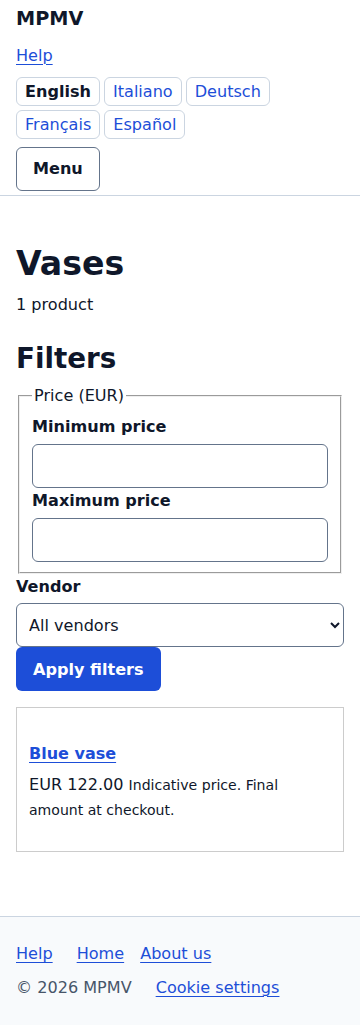 MPMV
Help
English Italiano Deutsch
Français Español
Menu
Vases
1 product
Filters
Price (EUR)
Minimum price
Maximum price
Vendor
All vendors
Apply filters
Blue vase
EUR 122.00 Indicative price. Final
amount at checkout.
Help Home About us
© 2026 MPMV Cookie settings